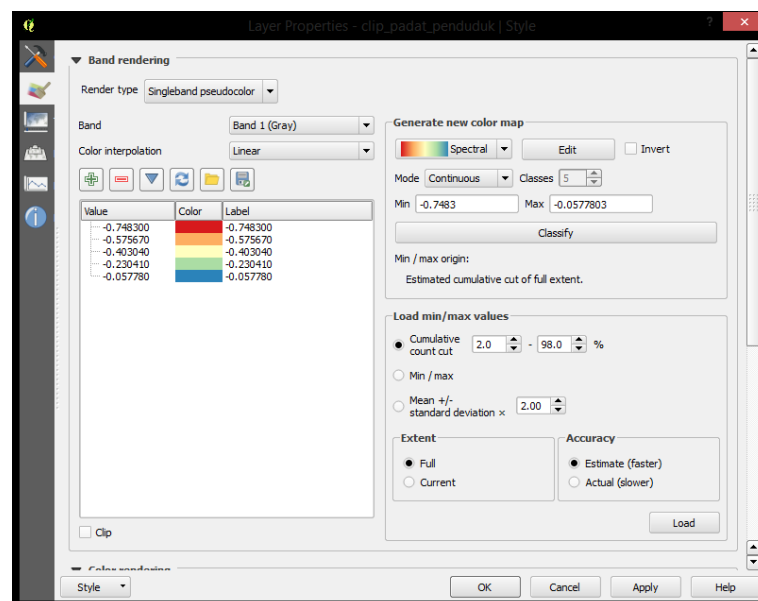 Layer Properties - clip_padat_penduduk | Style
?
Band rendering
Render type Singleband pseudocolor
Band Band 1 (Gray)
Color interpolation Linear
Value Color Label
-0.748300 -0.748300
-0.575670 -0.575670
-0.403040 -0.403040
-0.230410 -0.230410
-0.057780 -0.057780
Clip
Generate new color map
Spectral Edit Invert
Mode Continuous Classes 5
Min -0.7483 Max -0.0577803
Classify
Min / max origin:
Estimated cumulative cut of full extent.
Load min/max values
Cumulative
count cut 2.0 - 98.0 %
Min / max
Mean +/-
standard deviation × 2.00
Extent
Full
Current
Accuracy
Estimate (faster)
Actual (slower)
Load
Color rendering
Style OK Cancel Apply Help